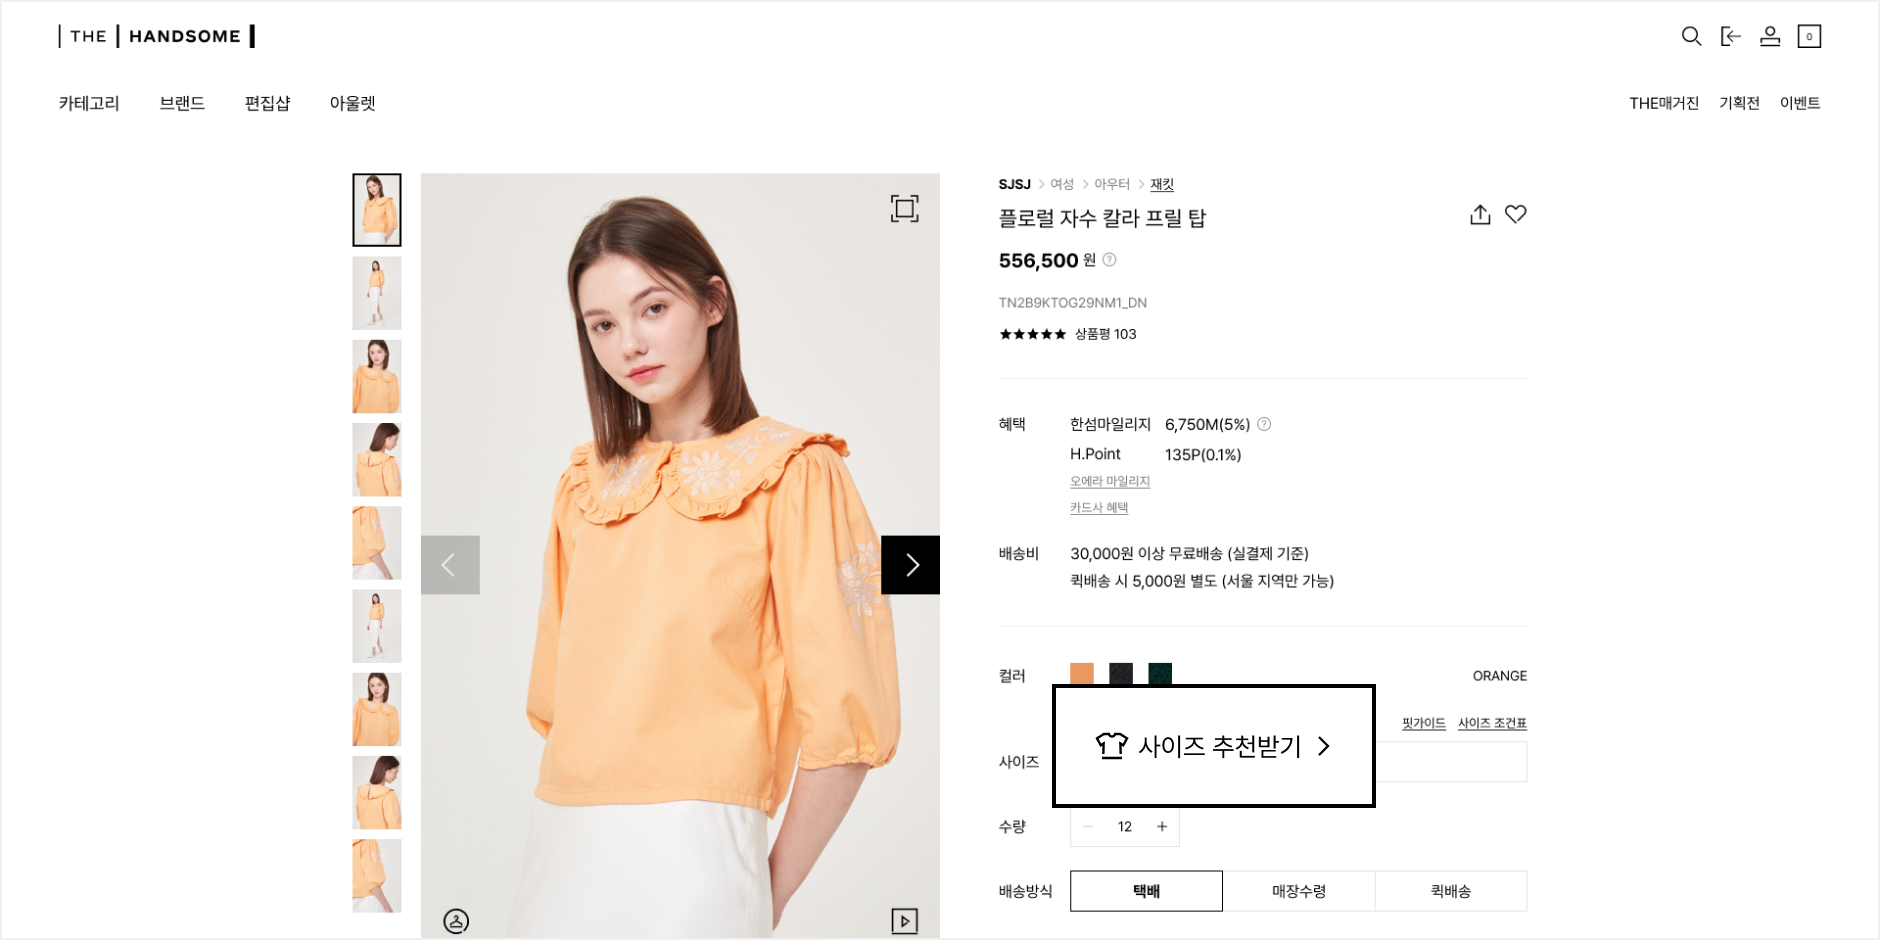 THE HANDSOME
0
카테고리 브랜드 편집샵 아울렛
THE매거진 기획전 이벤트
SJSJ > 여성 > 아우터 > 재킷
플로럴 자수 칼라 프릴 탑
556,500 원 ?
TN2B9KTOG29NM1_DN
★★★★★ 상품평 103
혜택 한섬마일리지 6,750M(5%) ?
H.Point 135P(0.1%)
오에라 마일리지
카드사 혜택
배송비 30,000원 이상 무료배송 (실결제 기준)
퀵배송 시 5,000원 별도 (서울 지역만 가능)
컬러 ORANGE
핏가이드 사이즈 조건표
사이즈 사이즈 추천받기 >
수량 − 12 +
배송방식 택배 매장수령 퀵배송